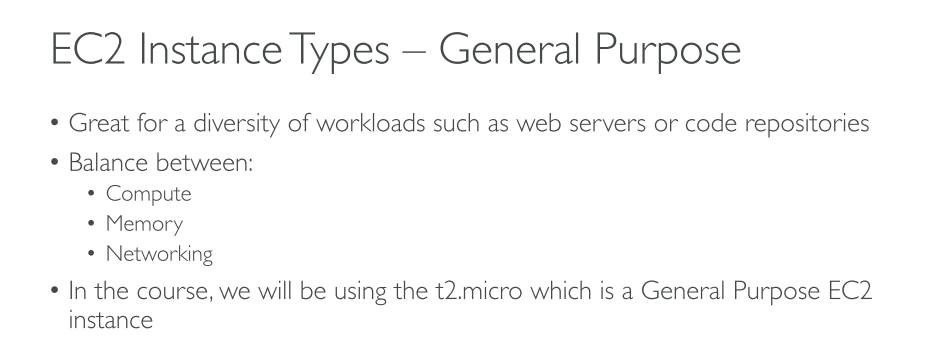 EC2 Instance Types – General Purpose
• Great for a diversity of workloads such as web servers or code repositories
• Balance between:
• Compute
• Memory
• Networking
• In the course, we will be using the t2.micro which is a General Purpose EC2
instance